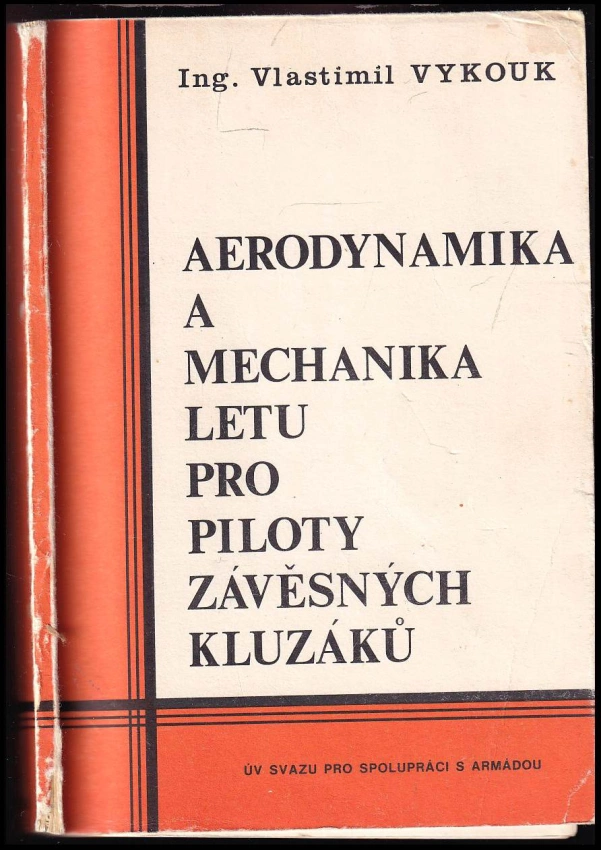 Ing. Vlastimil VYKOUK
AERODYNAMIKA
A
MECHANIKA
LETU
PRO
PILOTY
ZÁVĚSNÝCH
KLUZÁKŮ
ÚV SVAZU PRO SPOLUPRÁCI S ARMÁDOU